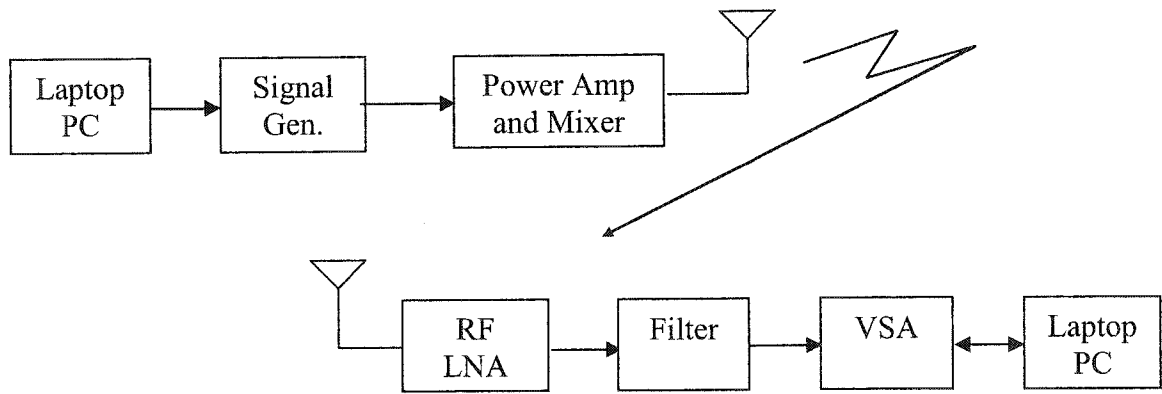 Laptop
PC
Signal
Gen.
Power Amp
and Mixer
RF
LNA
Filter
VSA
Laptop
PC